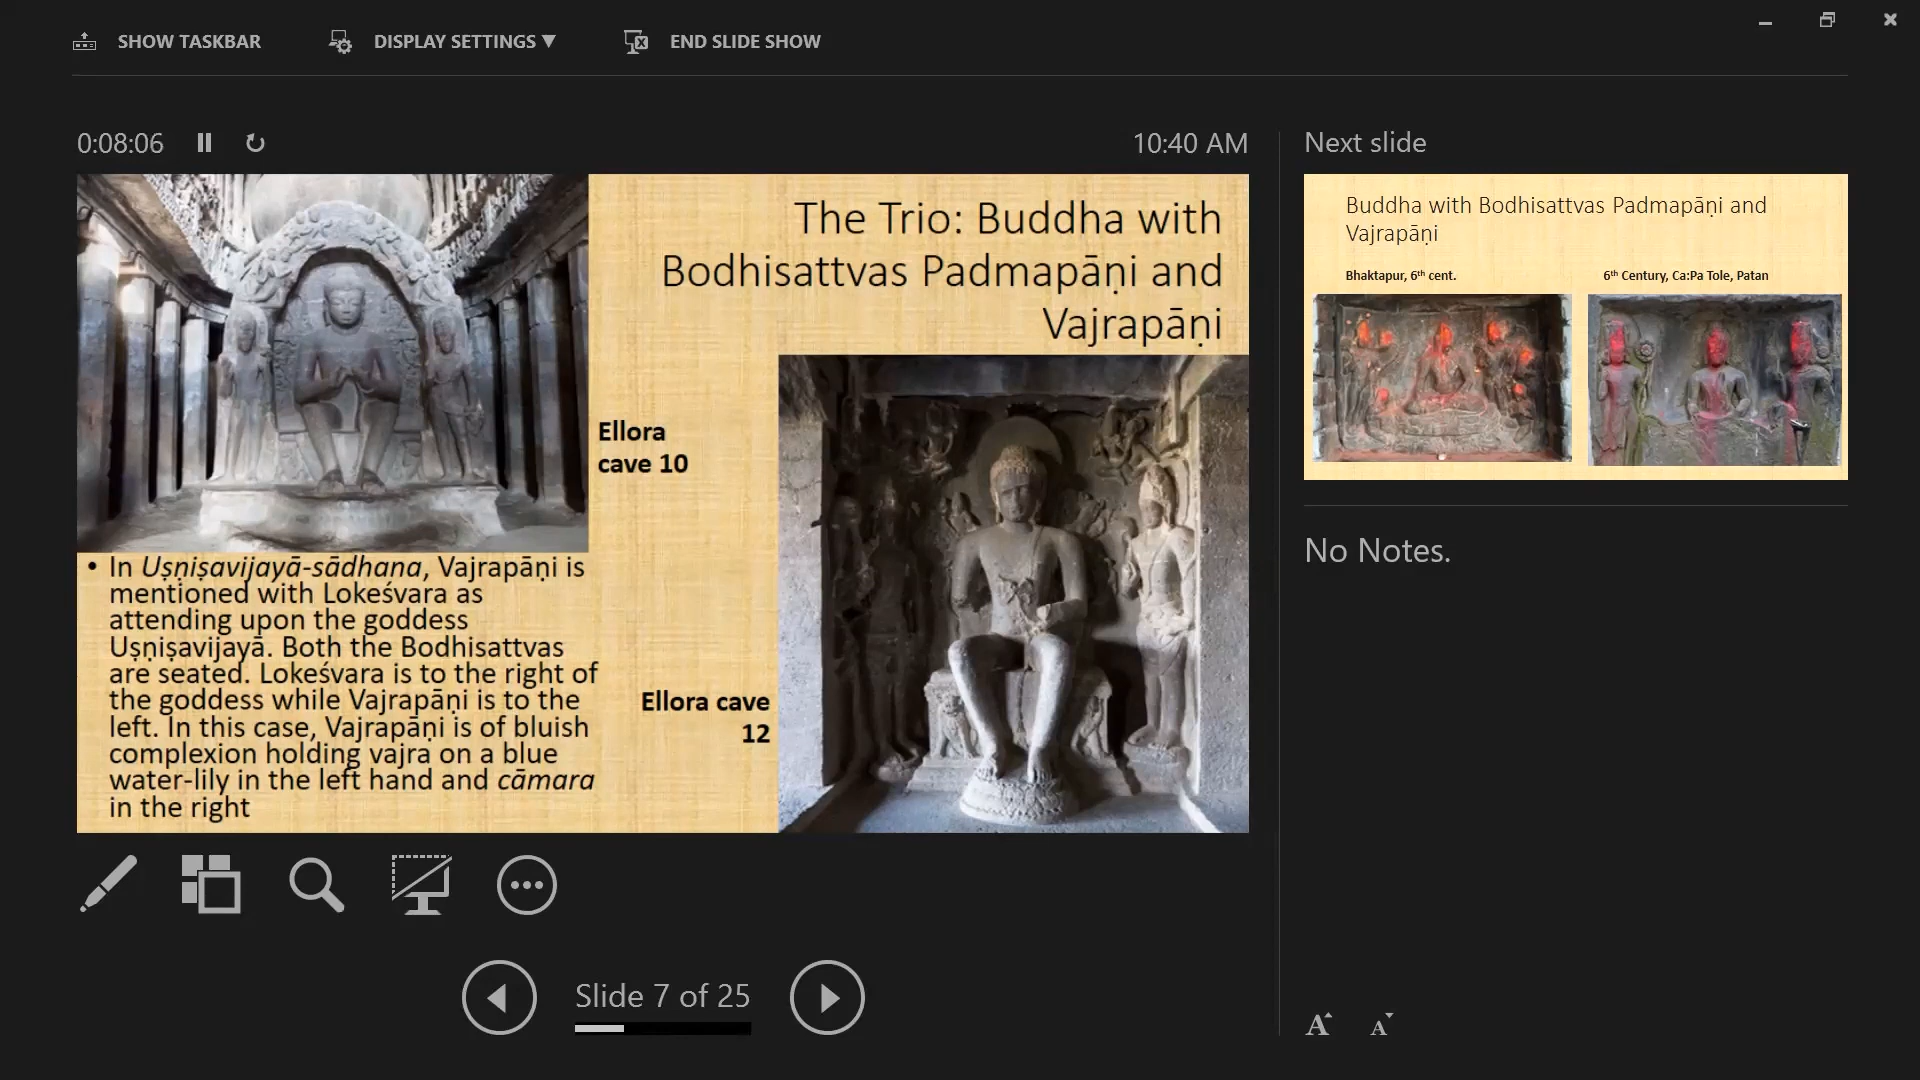 SHOW TASKBAR
DISPLAY SETTINGS ▼
END SLIDE SHOW
0:08:06
10:40 AM
The Trio: Buddha with
Bodhisattvas Padmapāṇi and
Vajrapāṇi
Ellora
cave 10
• In Uṣṇiṣavijayā-sādhana, Vajrapāṇi is
mentioned with Lokeśvara as
attending upon the goddess
Uṣṇiṣavijayā. Both the Bodhisattvas
are seated. Lokeśvara is to the right of
the goddess while Vajrapāṇi is to the
left. In this case, Vajrapāṇi is of bluish
complexion holding vajra on a blue
water-lily in the left hand and cāmara
in the right
Ellora cave
12
Slide 7 of 25
Next slide
Buddha with Bodhisattvas Padmapāṇi and
Vajrapāṇi
Bhaktapur, 6th cent.
6th Century, Ca:Pa Tole, Patan
No Notes.
A A